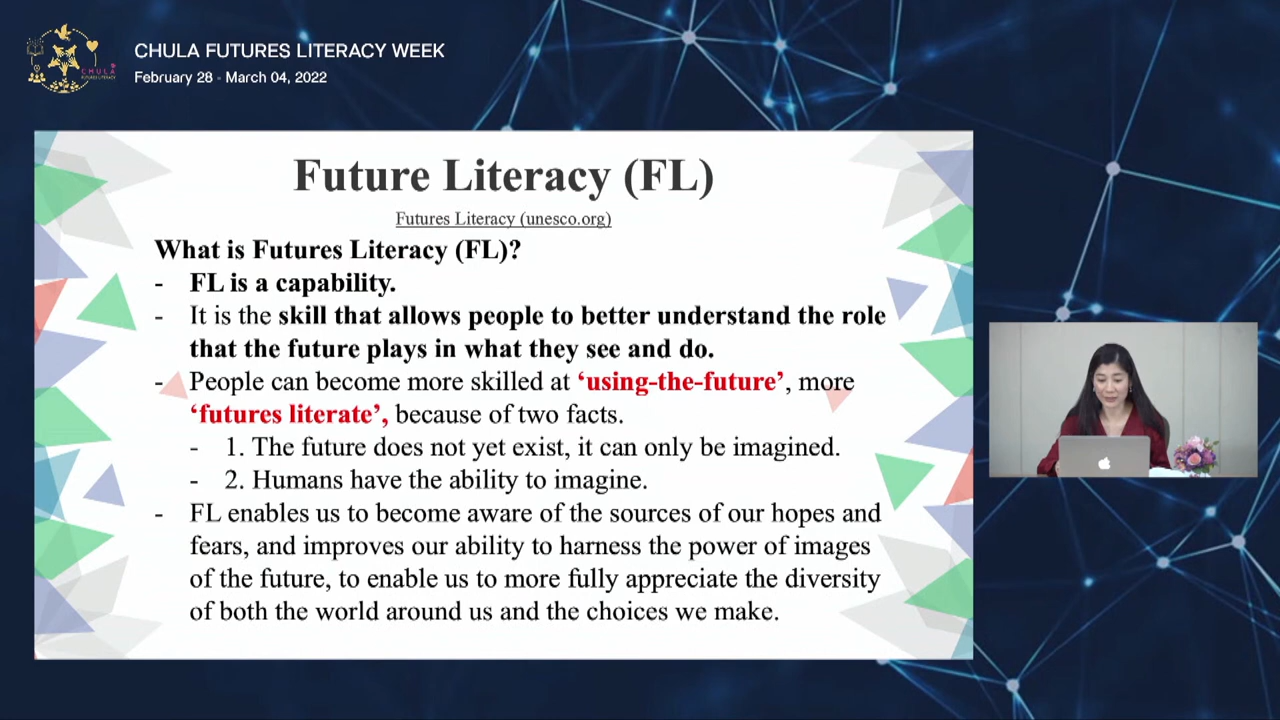 CHULA FUTURES LITERACY WEEK
February 28 - March 04, 2022
CHULA
Future Literacy (FL)
Futures Literacy (unesco.org)
What is Futures Literacy (FL)?
- FL is a capability.
- It is the skill that allows people to better understand the role
that the future plays in what they see and do.
- People can become more skilled at ‘using-the-future’, more
‘futures literate’, because of two facts.
- 1. The future does not yet exist, it can only be imagined.
- 2. Humans have the ability to imagine.
- FL enables us to become aware of the sources of our hopes and
fears, and improves our ability to harness the power of images
of the future, to enable us to more fully appreciate the diversity
of both the world around us and the choices we make.